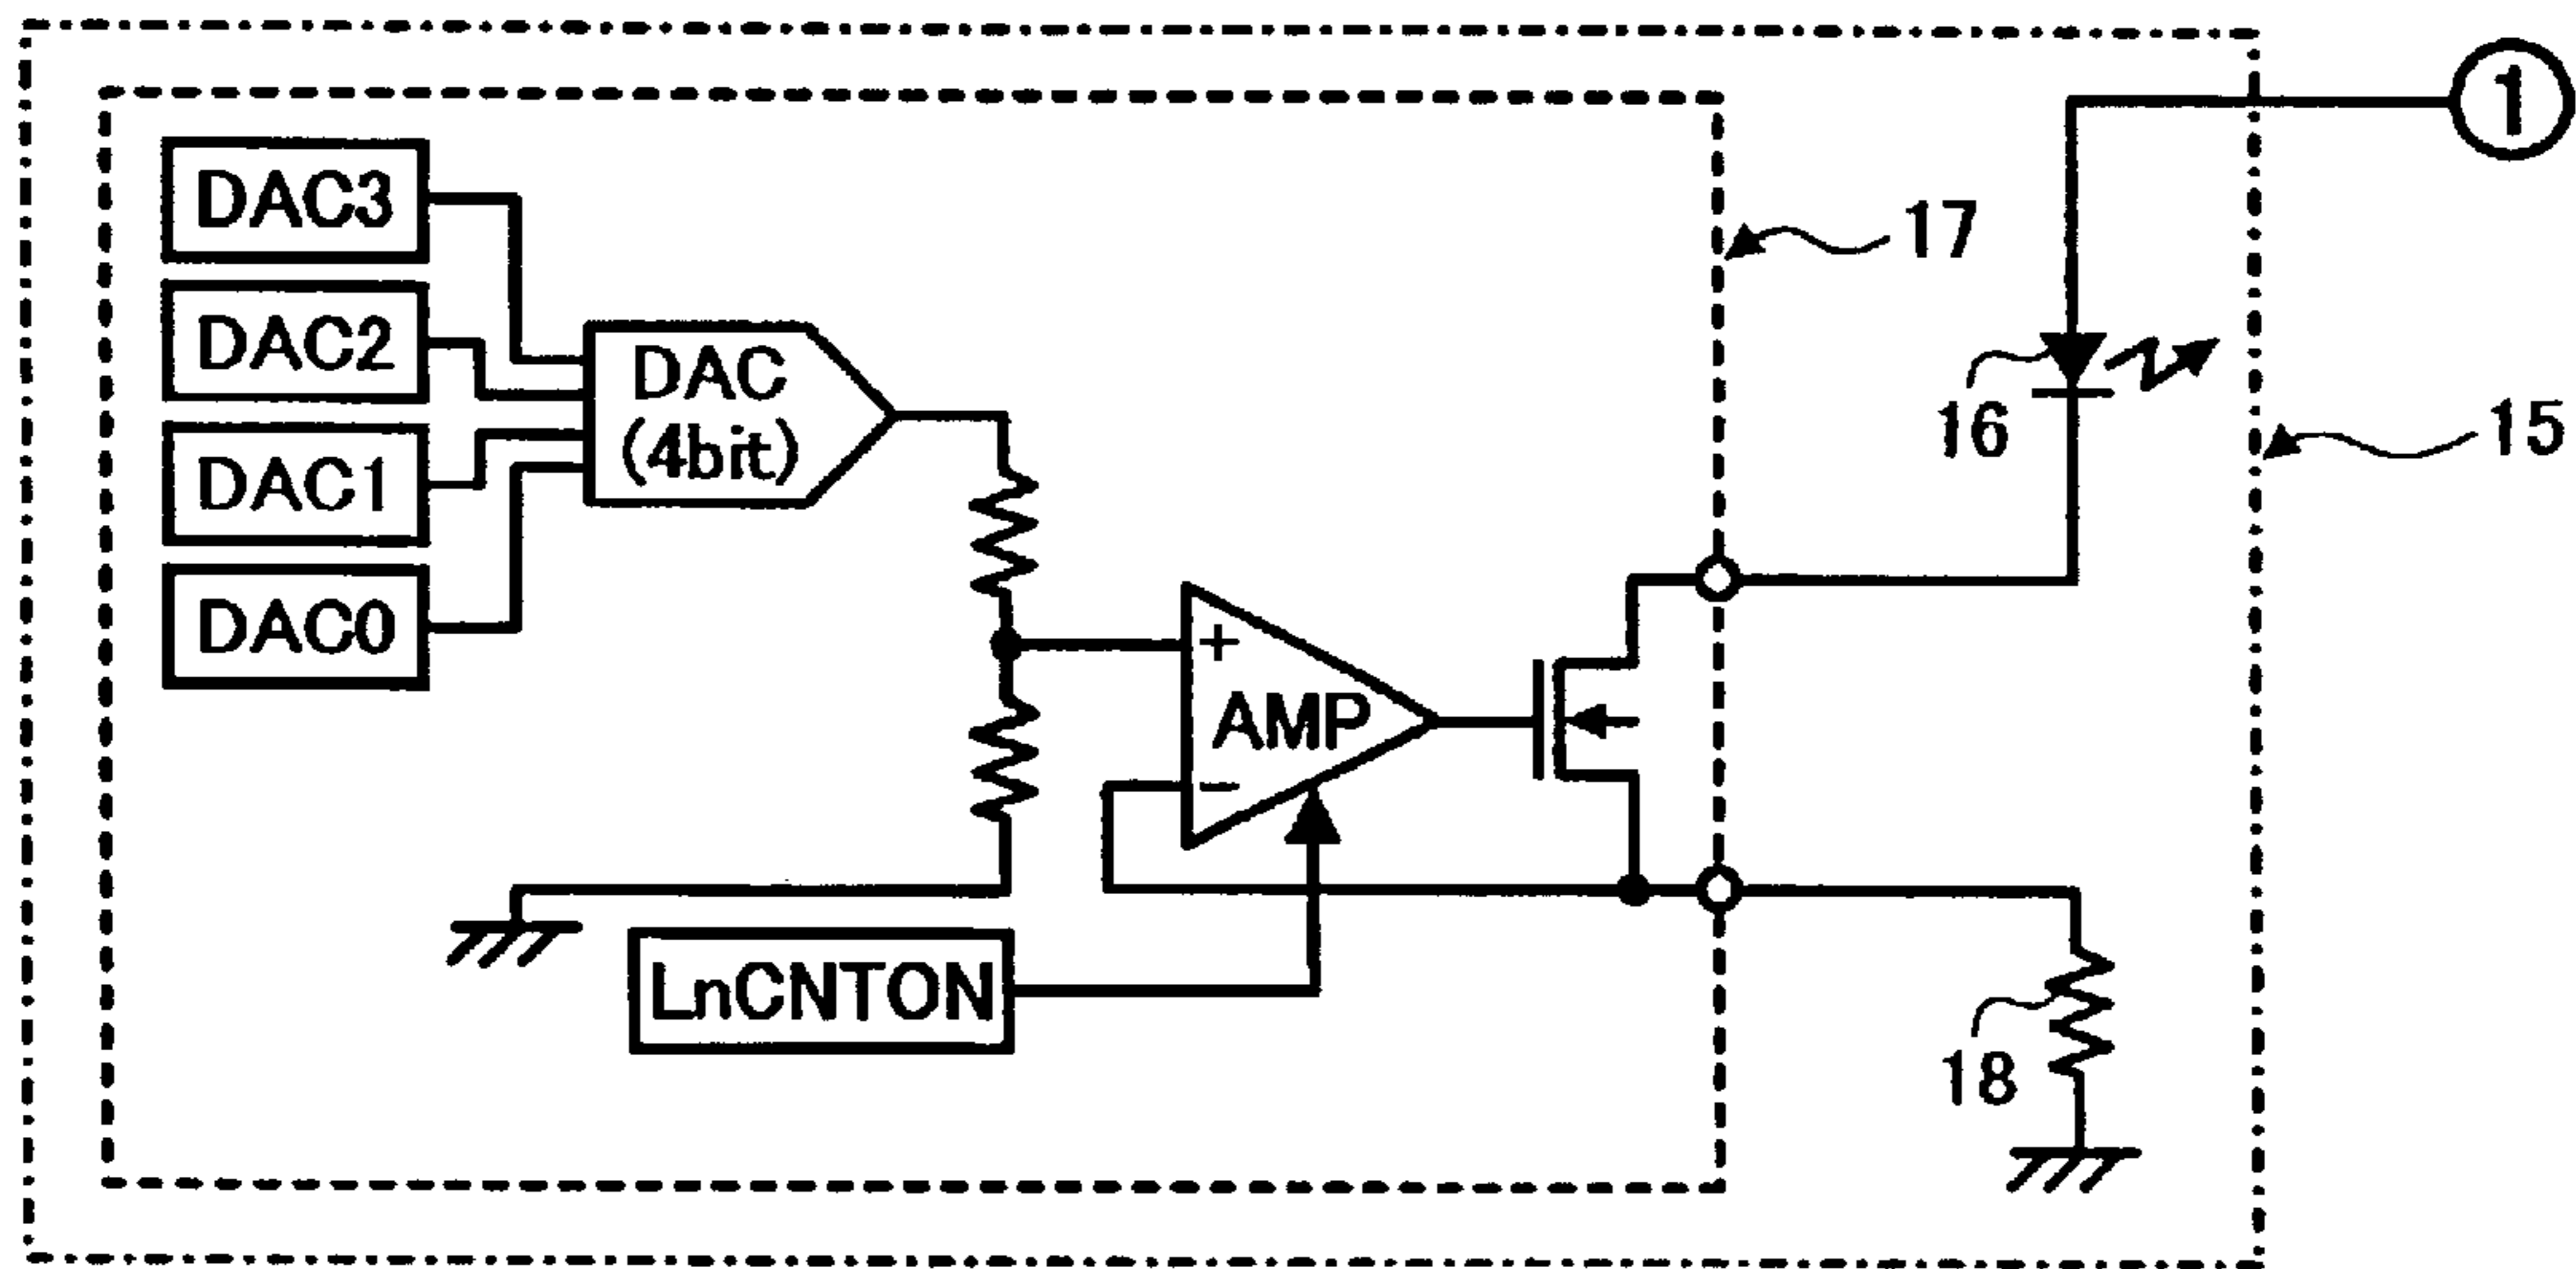 1
DAC3
17
DAC2
DAC
(4bit)
16
15
DAC1
DAC0
+
AMP
−
LnCNTON
18